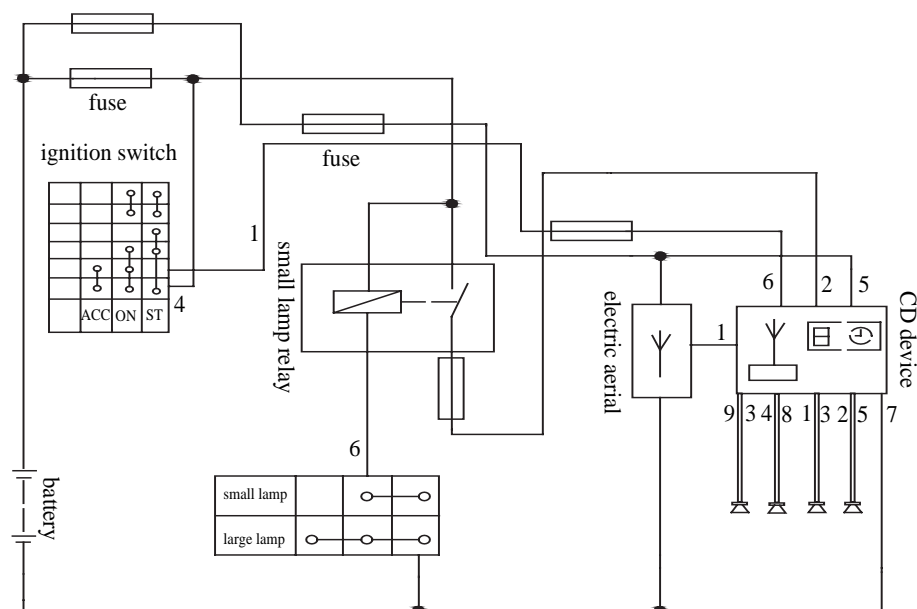 fuse
ignition switch
fuse
1
4
ACC ON ST
small lamp relay
6 2 5
electric aerial
1
CD device
9 3 4 8 1 3 2 5 7
6
battery
small lamp
large lamp